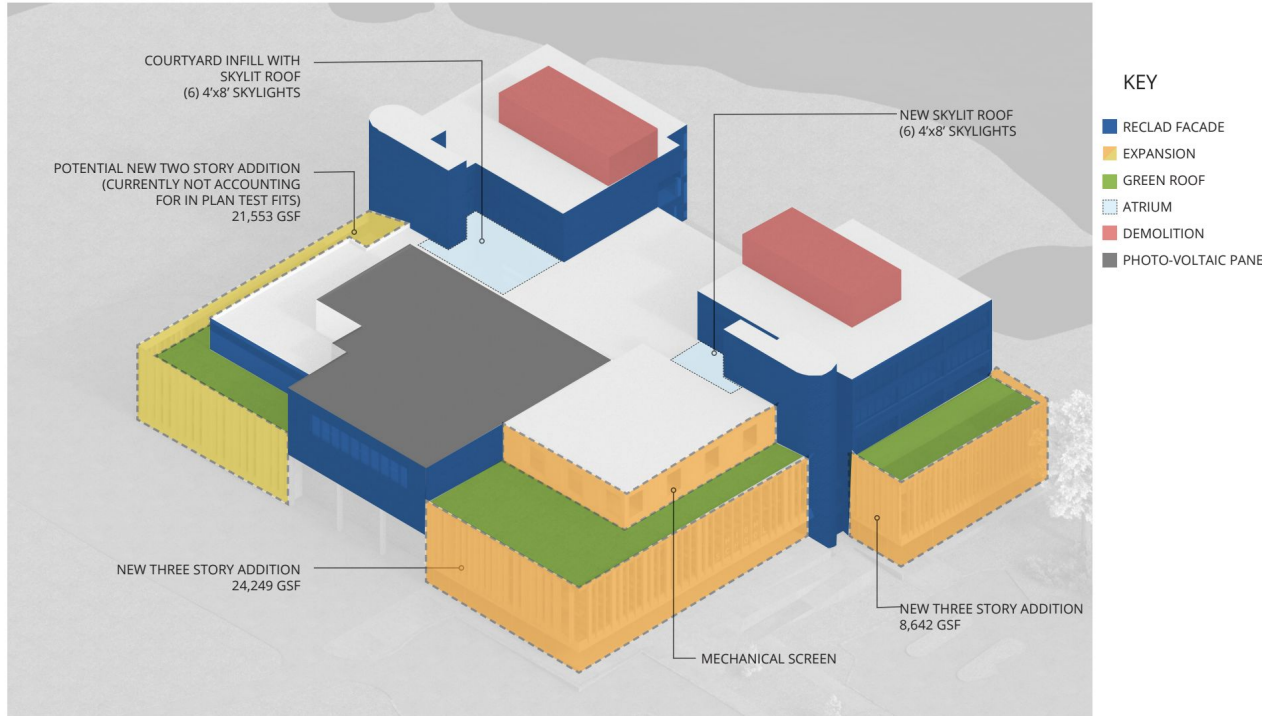 COURTYARD INFILL WITH
SKYLIT ROOF
(6) 4'x8' SKYLIGHTS
POTENTIAL NEW TWO STORY ADDITION
(CURRENTLY NOT ACCOUNTING
FOR IN PLAN TEST FITS)
21,553 GSF
NEW SKYLIT ROOF
(6) 4'x8' SKYLIGHTS
NEW THREE STORY ADDITION
24,249 GSF
NEW THREE STORY ADDITION
8,642 GSF
MECHANICAL SCREEN
KEY
RECLAD FACADE
EXPANSION
GREEN ROOF
ATRIUM
DEMOLITION
PHOTO-VOLTAIC PANE